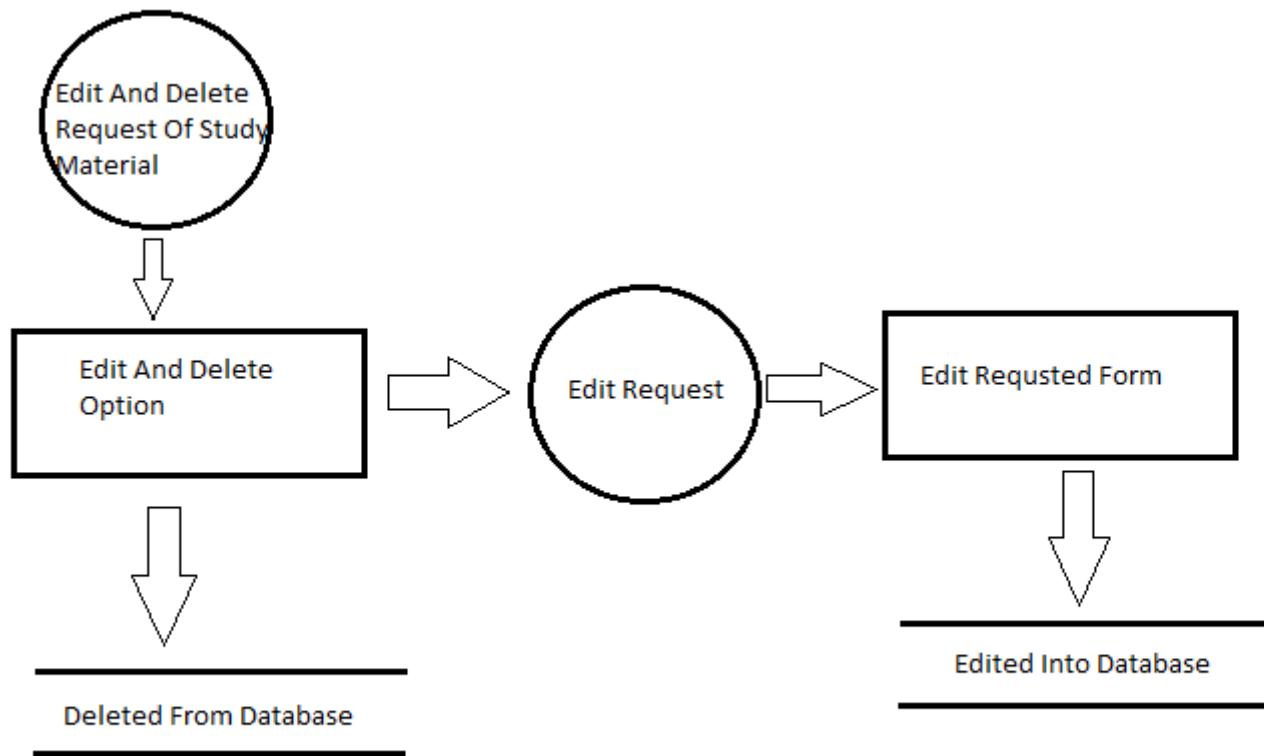 Edit And Delete
Request Of Study
Material
Edit And Delete
Option
Edit Request
Edit Requsted Form
Deleted From Database
Edited Into Database